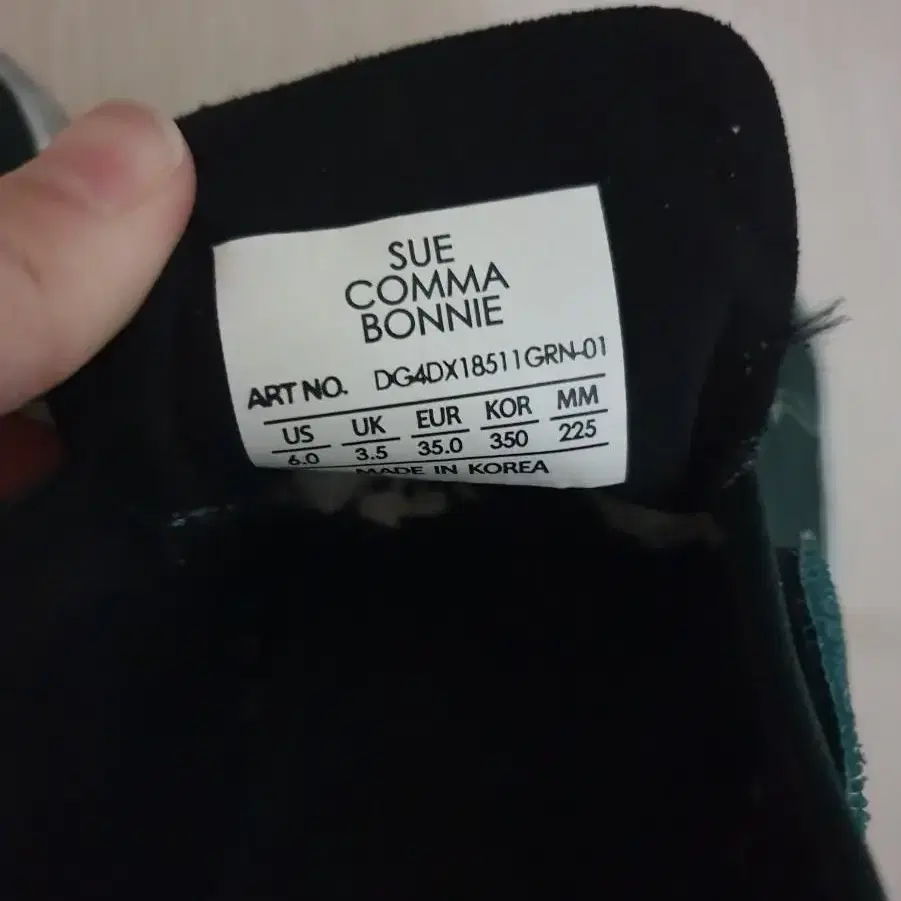 SUE
COMMA
BONNIE
ART NO. DG4DX18511GRN-01
US UK EUR KOR MM
6.0 3.5 35.0 350 225
MADE IN KOREA